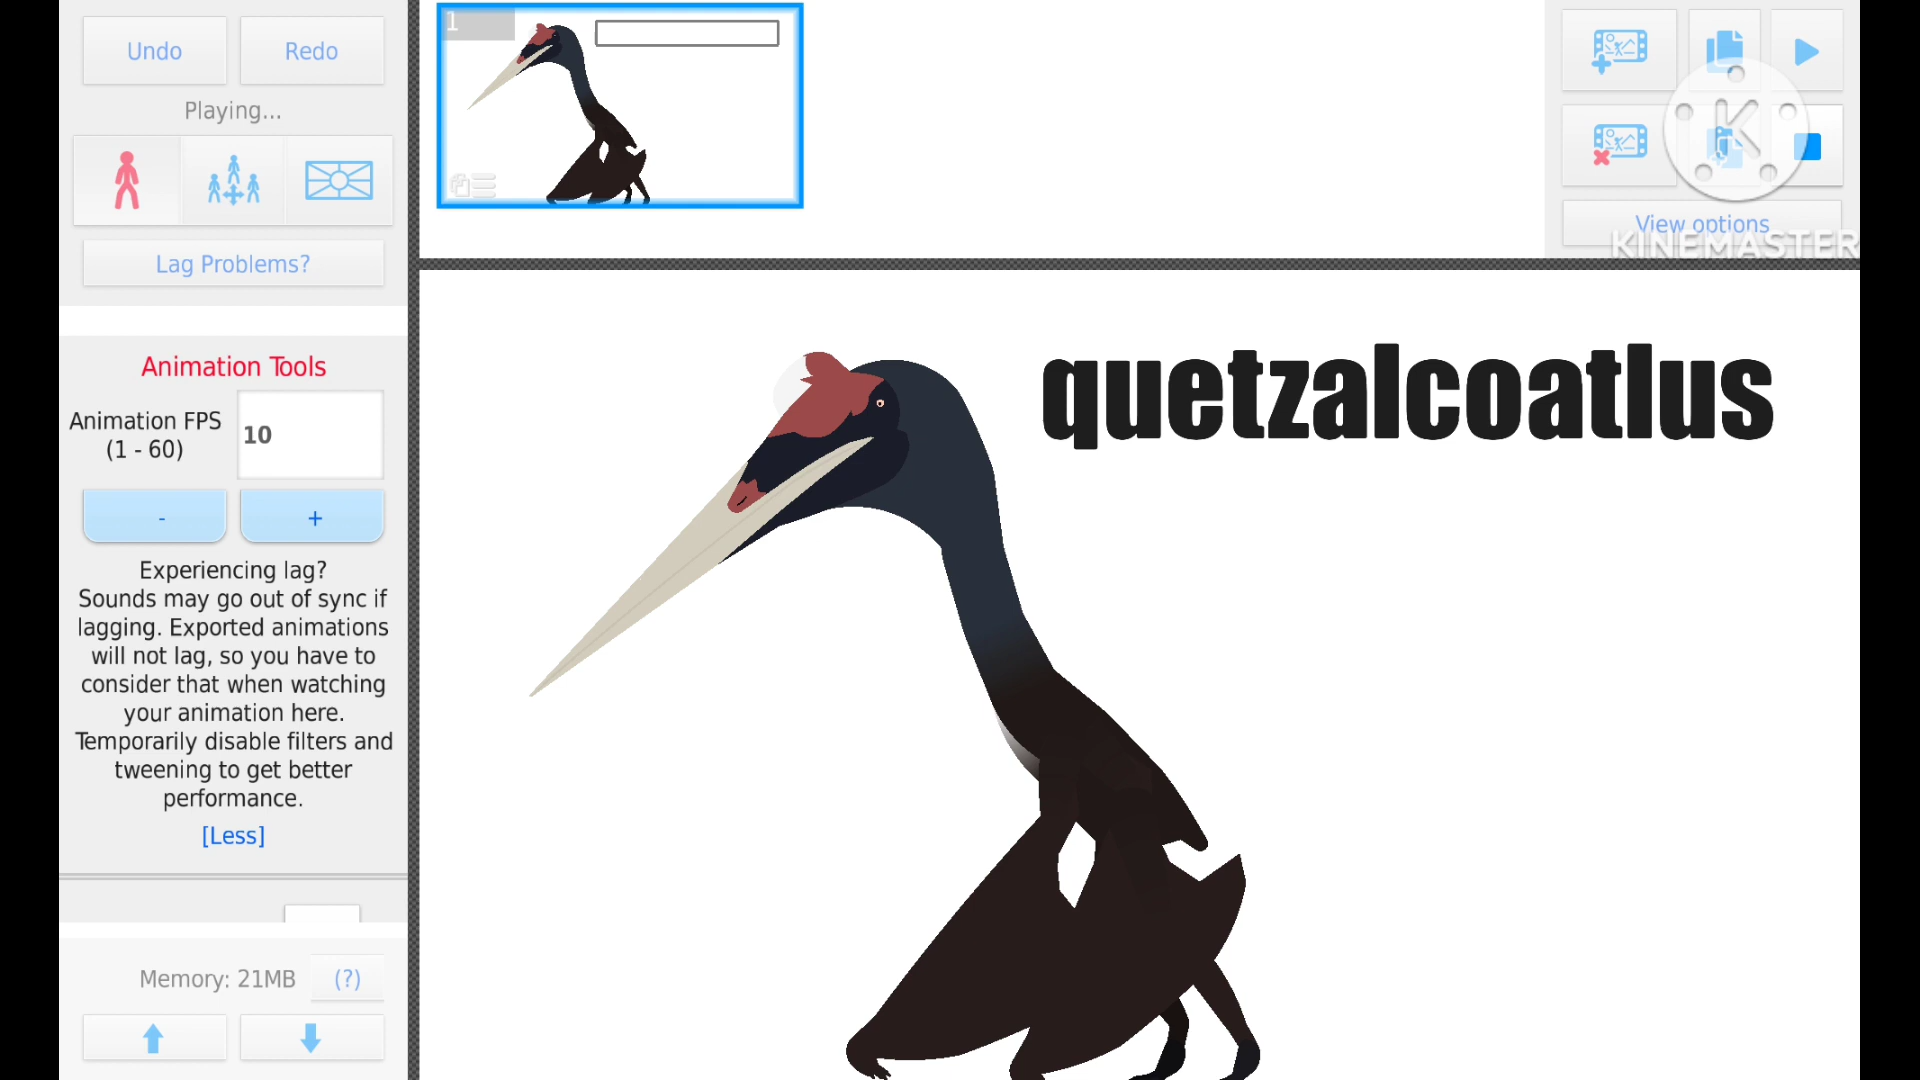 Undo
Redo
Playing...
Lag Problems?
Animation Tools
Animation FPS
(1 - 60)
10
-
+
Experiencing lag?
Sounds may go out of sync if
lagging. Exported animations
will not lag, so you have to
consider that when watching
your animation here.
Temporarily disable filters and
tweening to get better
performance.
[Less]
Memory: 21MB
(?)
1
K
View options
KINEMASTER
quetzalcoatlus